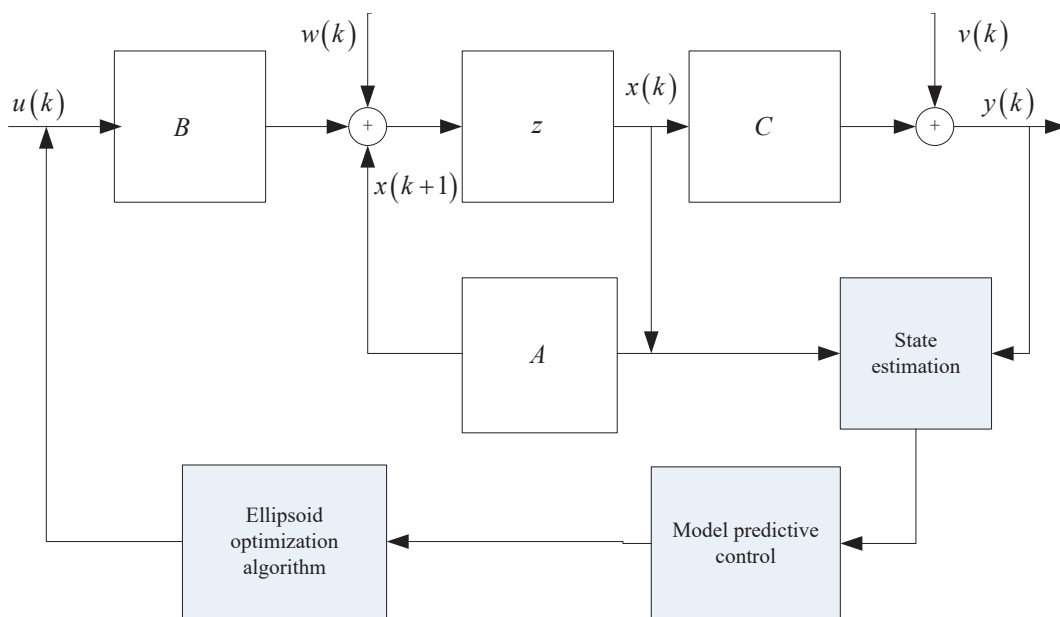 w(k)
v(k)
u(k)
B
+
z
x(k)
C
+
y(k)
x(k+1)
A
State
estimation
Ellipsoid
optimization
algorithm
Model predictive
control